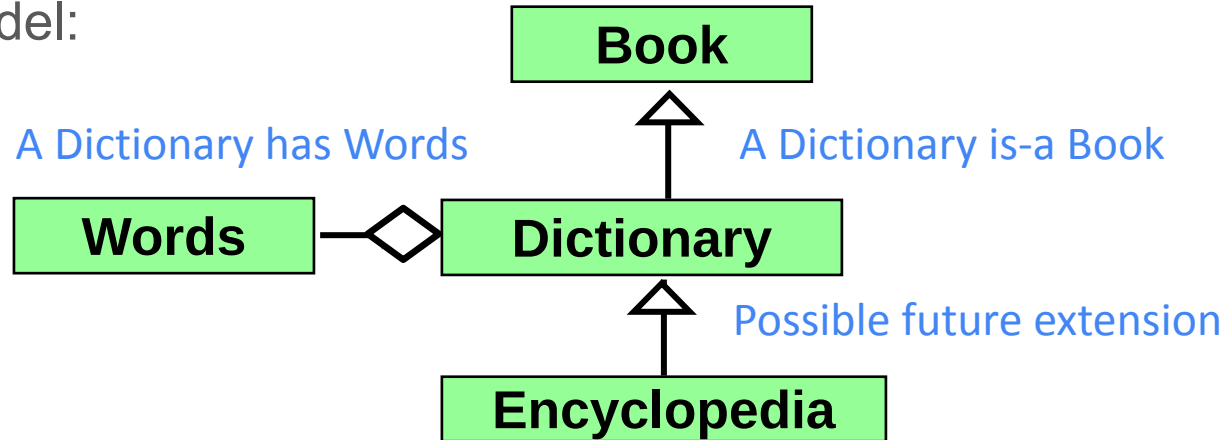 del:
Book
A Dictionary has Words
A Dictionary is-a Book
Words
Dictionary
Possible future extension
Encyclopedia